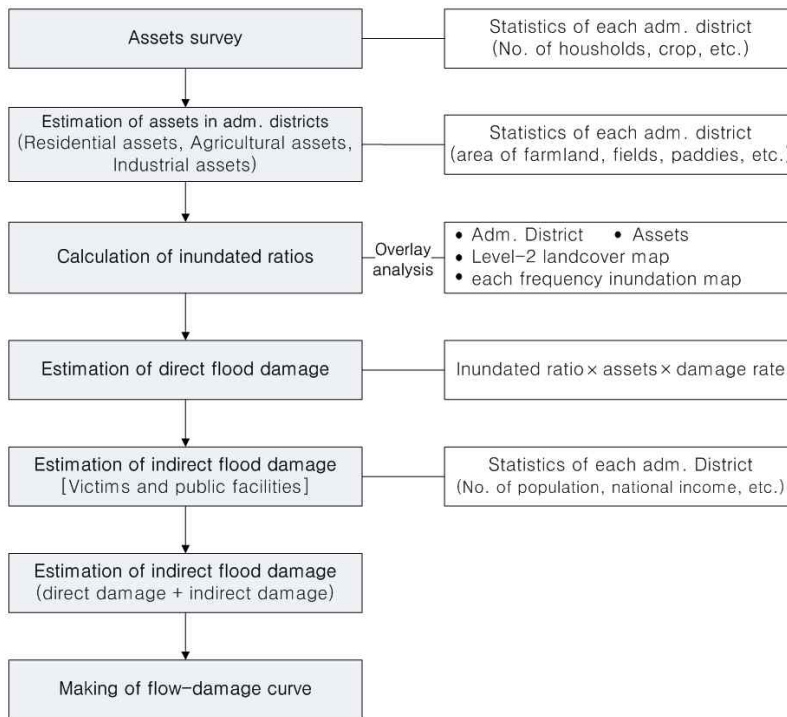 Assets survey
Statistics of each adm. district
(No. of housholds, crop, etc.)
Estimation of assets in adm. districts
(Residential assets, Agricultural assets,
Industrial assets)
Statistics of each adm. district
(area of farmland, fields, paddies, etc.)
Calculation of inundated ratios
Overlay
analysis
• Adm. District • Assets
• Level-2 landcover map
• each frequency inundation map
Estimation of direct flood damage
Inundated ratio × assets × damage rate
Estimation of indirect flood damage
[Victims and public facilities]
Statistics of each adm. District
(No. of population, national income, etc.)
Estimation of indirect flood damage
(direct damage + indirect damage)
Making of flow-damage curve